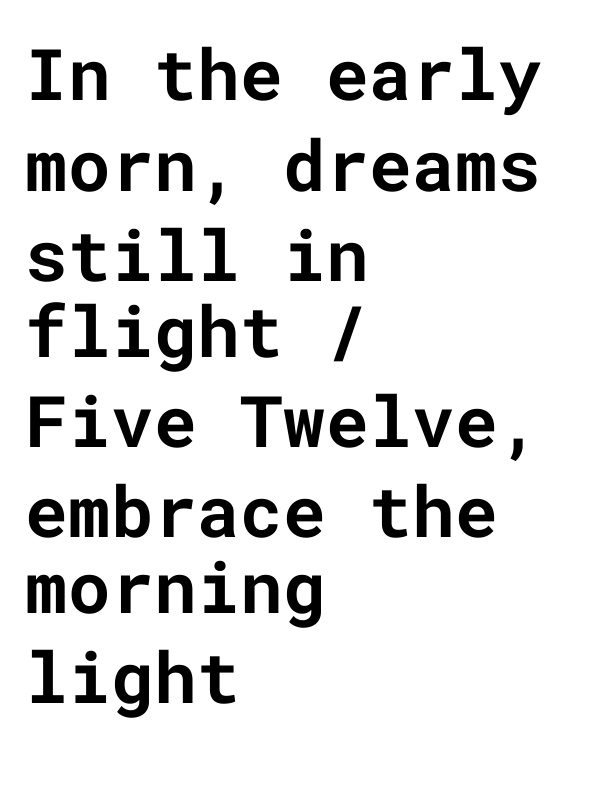 In the early
morn, dreams
still in
flight /
Five Twelve,
embrace the
morning
light